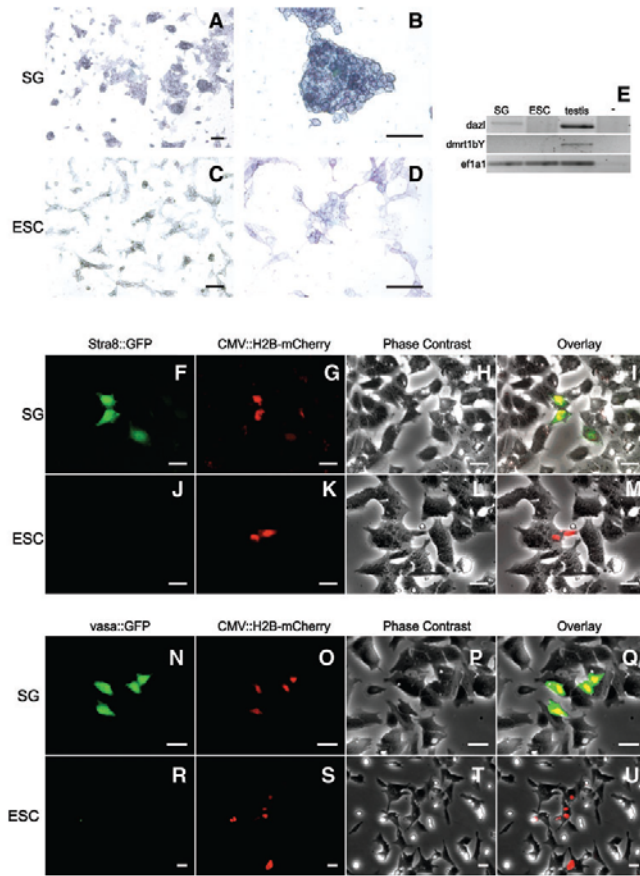 A B
SG
E
SG ESC testis -
dazl
dmrt1bY
ef1a1
C D
ESC
Stra8::GFP CMV::H2B-mCherry Phase Contrast Overlay
SG F G H I
ESC J K L M
vasa::GFP CMV::H2B-mCherry Phase Contrast Overlay
SG N O P Q
ESC R S T U